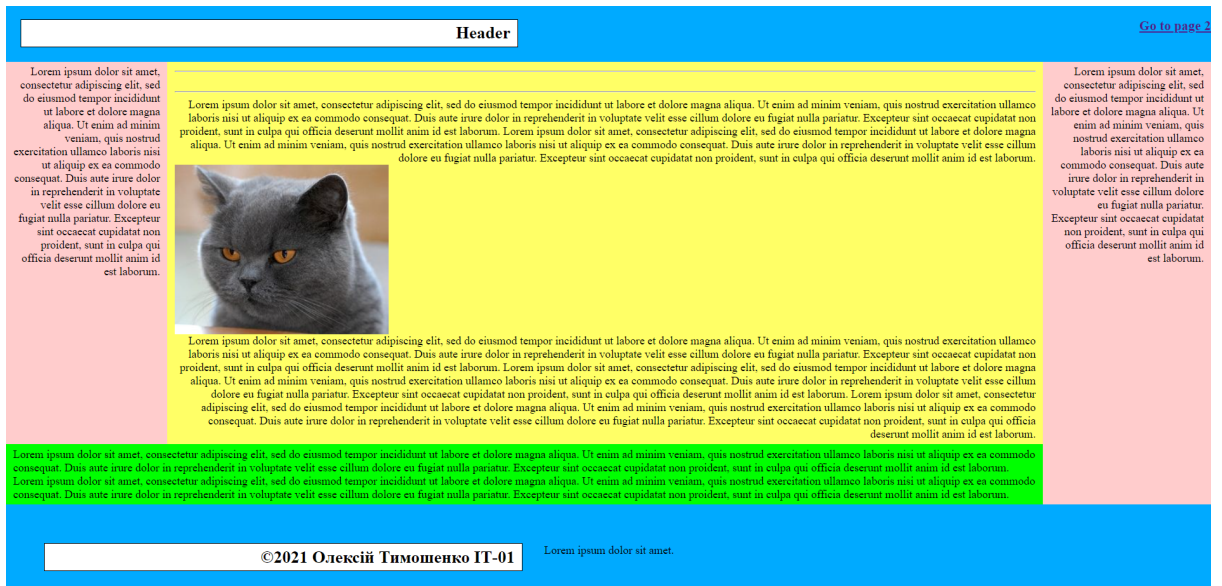 Header
Go to page 2
Lorem ipsum dolor sit amet,
consectetur adipiscing elit, sed
do eiusmod tempor incididunt
ut labore et dolore magna
aliqua. Ut enim ad minim
veniam, quis nostrud
exercitation ullamco laboris nisi
ut aliquip ex ea commodo
consequat. Duis aute irure dolor
in reprehenderit in voluptate
velit esse cillum dolore eu
fugiat nulla pariatur. Excepteur
sint occaecat cupidatat non
proident, sunt in culpa qui
officia deserunt mollit anim id
est laborum.
Lorem ipsum dolor sit amet, consectetur adipiscing elit, sed do eiusmod tempor incididunt ut labore et dolore magna aliqua. Ut enim ad minim veniam, quis nostrud exercitation ullamco
laboris nisi ut aliquip ex ea commodo consequat. Duis aute irure dolor in reprehenderit in voluptate velit esse cillum dolore eu fugiat nulla pariatur. Excepteur sint occaecat cupidatat non
proident, sunt in culpa qui officia deserunt mollit anim id est laborum. Lorem ipsum dolor sit amet, consectetur adipiscing elit, sed do eiusmod tempor incididunt ut labore et dolore magna
aliqua. Ut enim ad minim veniam, quis nostrud exercitation ullamco laboris nisi ut aliquip ex ea commodo consequat. Duis aute irure dolor in reprehenderit in voluptate velit esse cillum
dolore eu fugiat nulla pariatur. Excepteur sint occaecat cupidatat non proident, sunt in culpa qui officia deserunt mollit anim id est laborum.
Lorem ipsum dolor sit amet, consectetur adipiscing elit, sed do eiusmod tempor incididunt ut labore et dolore magna aliqua. Ut enim ad minim veniam, quis nostrud exercitation ullamco
laboris nisi ut aliquip ex ea commodo consequat. Duis aute irure dolor in reprehenderit in voluptate velit esse cillum dolore eu fugiat nulla pariatur. Excepteur sint occaecat cupidatat non
proident, sunt in culpa qui officia deserunt mollit anim id est laborum. Lorem ipsum dolor sit amet, consectetur adipiscing elit, sed do eiusmod tempor incididunt ut labore et dolore magna
aliqua. Ut enim ad minim veniam, quis nostrud exercitation ullamco laboris nisi ut aliquip ex ea commodo consequat. Duis aute irure dolor in reprehenderit in voluptate velit esse cillum
dolore eu fugiat nulla pariatur. Excepteur sint occaecat cupidatat non proident, sunt in culpa qui officia deserunt mollit anim id est laborum. Lorem ipsum dolor sit amet, consectetur
adipiscing elit, sed do eiusmod tempor incididunt ut labore et dolore magna aliqua. Ut enim ad minim veniam, quis nostrud exercitation ullamco laboris nisi ut aliquip ex ea commodo
consequat. Duis aute irure dolor in reprehenderit in voluptate velit esse cillum dolore eu fugiat nulla pariatur. Excepteur sint occaecat cupidatat non proident, sunt in culpa qui officia
deserunt mollit anim id est laborum.
Lorem ipsum dolor sit amet,
consectetur adipiscing elit, sed
do eiusmod tempor incididunt ut
labore et dolore magna aliqua. Ut
enim ad minim veniam, quis
nostrud exercitation ullamco
laboris nisi ut aliquip ex ea
commodo consequat. Duis aute
irure dolor in reprehenderit in
voluptate velit esse cillum dolore
eu fugiat nulla pariatur.
Excepteur sint occaecat cupidatat
non proident, sunt in culpa qui
officia deserunt mollit anim id
est laborum.
Lorem ipsum dolor sit amet, consectetur adipiscing elit, sed do eiusmod tempor incididunt ut labore et dolore magna aliqua. Ut enim ad minim veniam, quis nostrud exercitation ullamco laboris nisi ut aliquip ex ea commodo
consequat. Duis aute irure dolor in reprehenderit in voluptate velit esse cillum dolore eu fugiat nulla pariatur. Excepteur sint occaecat cupidatat non proident, sunt in culpa qui officia deserunt mollit anim id est laborum.
Lorem ipsum dolor sit amet, consectetur adipiscing elit, sed do eiusmod tempor incididunt ut labore et dolore magna aliqua. Ut enim ad minim veniam, quis nostrud exercitation ullamco laboris nisi ut aliquip ex ea commodo
consequat. Duis aute irure dolor in reprehenderit in voluptate velit esse cillum dolore eu fugiat nulla pariatur. Excepteur sint occaecat cupidatat non proident, sunt in culpa qui officia deserunt mollit anim id est laborum.
©2021 Олексій Тимошенко ІТ-01
Lorem ipsum dolor sit amet.